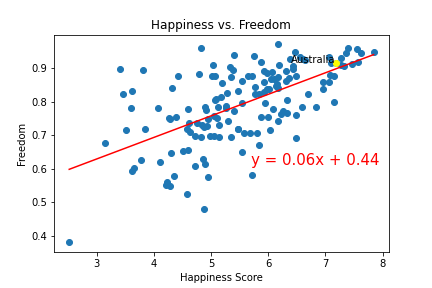 Happiness vs. Freedom
Freedom
0.9
0.8
0.7
0.6
0.5
0.4
Australia
y = 0.06x + 0.44
3 4 5 6 7 8
Happiness Score